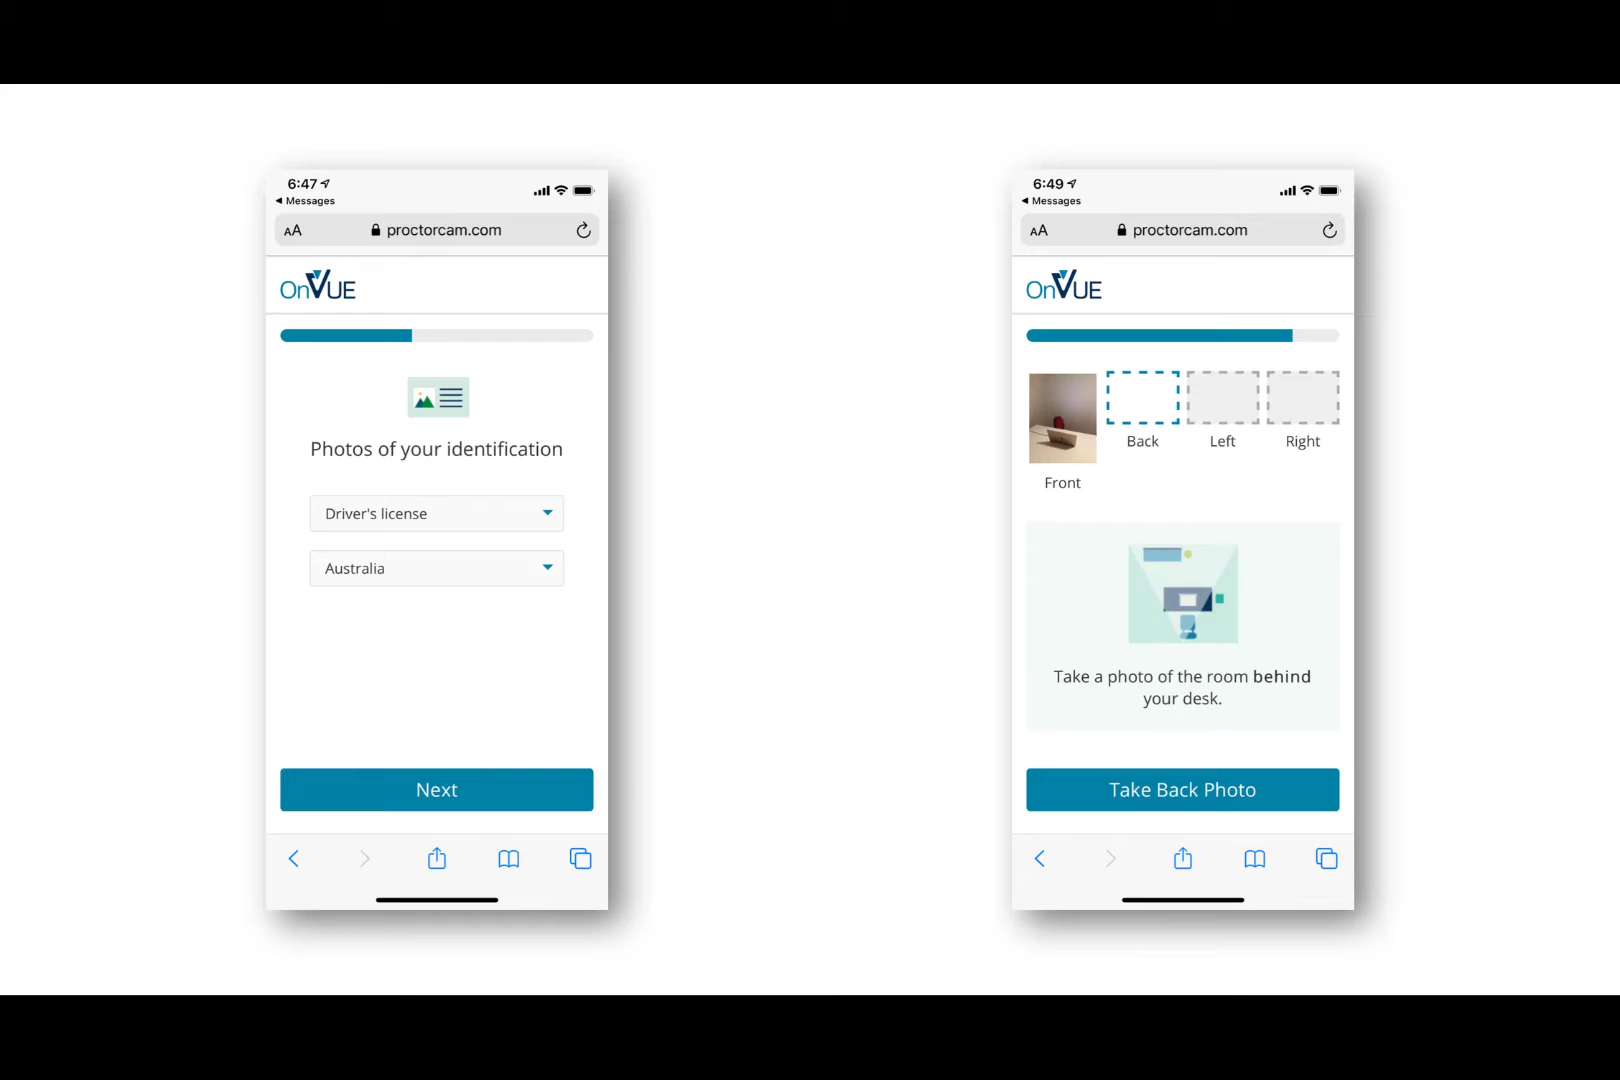 6:47
Messages
AA
proctorcam.com
OnVUE
Photos of your identification
Driver's license
Australia
Next
6:49
Messages
AA
proctorcam.com
OnVUE
Back
Left
Right
Front
Take a photo of the room behind
your desk.
Take Back Photo